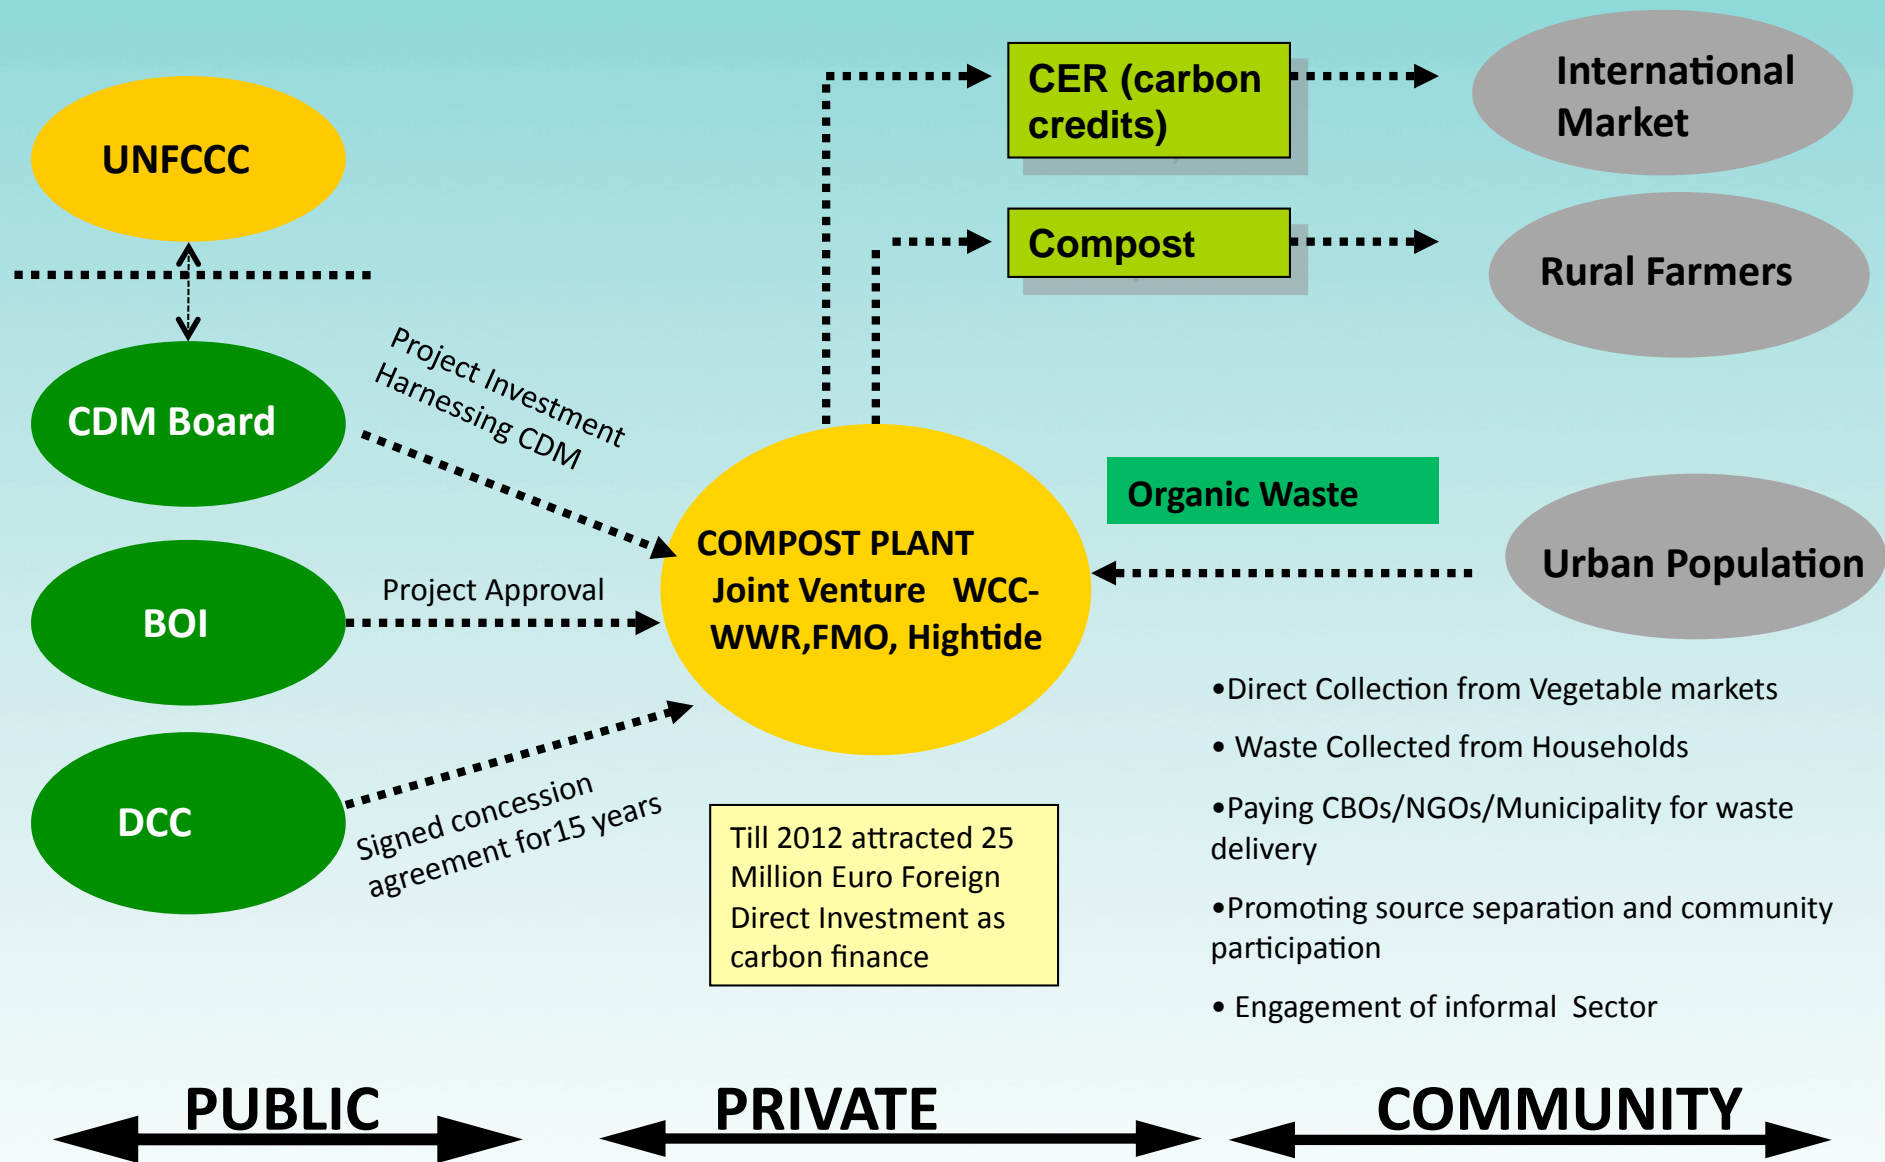 UNFCCC
CDM Board
BOI
DCC
Project Investment
Harnessing CDM
Project Approval
Signed concession
agreement for15 years
COMPOST PLANT
Joint Venture   WCC-
WWR,FMO, Hightide
Till 2012 attracted 25
Million Euro Foreign
Direct Investment as
carbon finance
CER (carbon
credits)
Compost
International
Market
Rural Farmers
Organic Waste
Urban Population
•Direct Collection from Vegetable markets
• Waste Collected from Households
•Paying CBOs/NGOs/Municipality for waste
delivery
•Promoting source separation and community
participation
• Engagement of informal  Sector
PUBLIC
PRIVATE
COMMUNITY